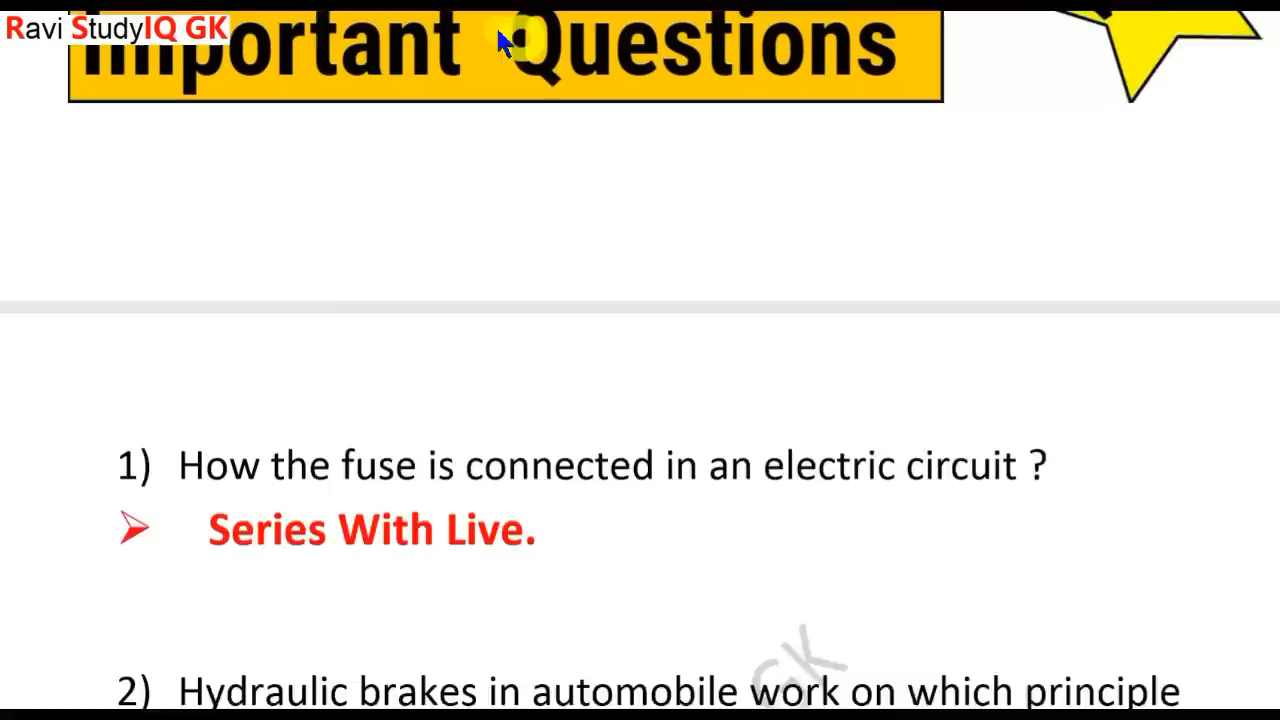 Ravi StudyIQ GK
Important Questions
1) How the fuse is connected in an electric circuit ?
➢ Series With Live.
GK
2) Hydraulic brakes in automobile work on which principle